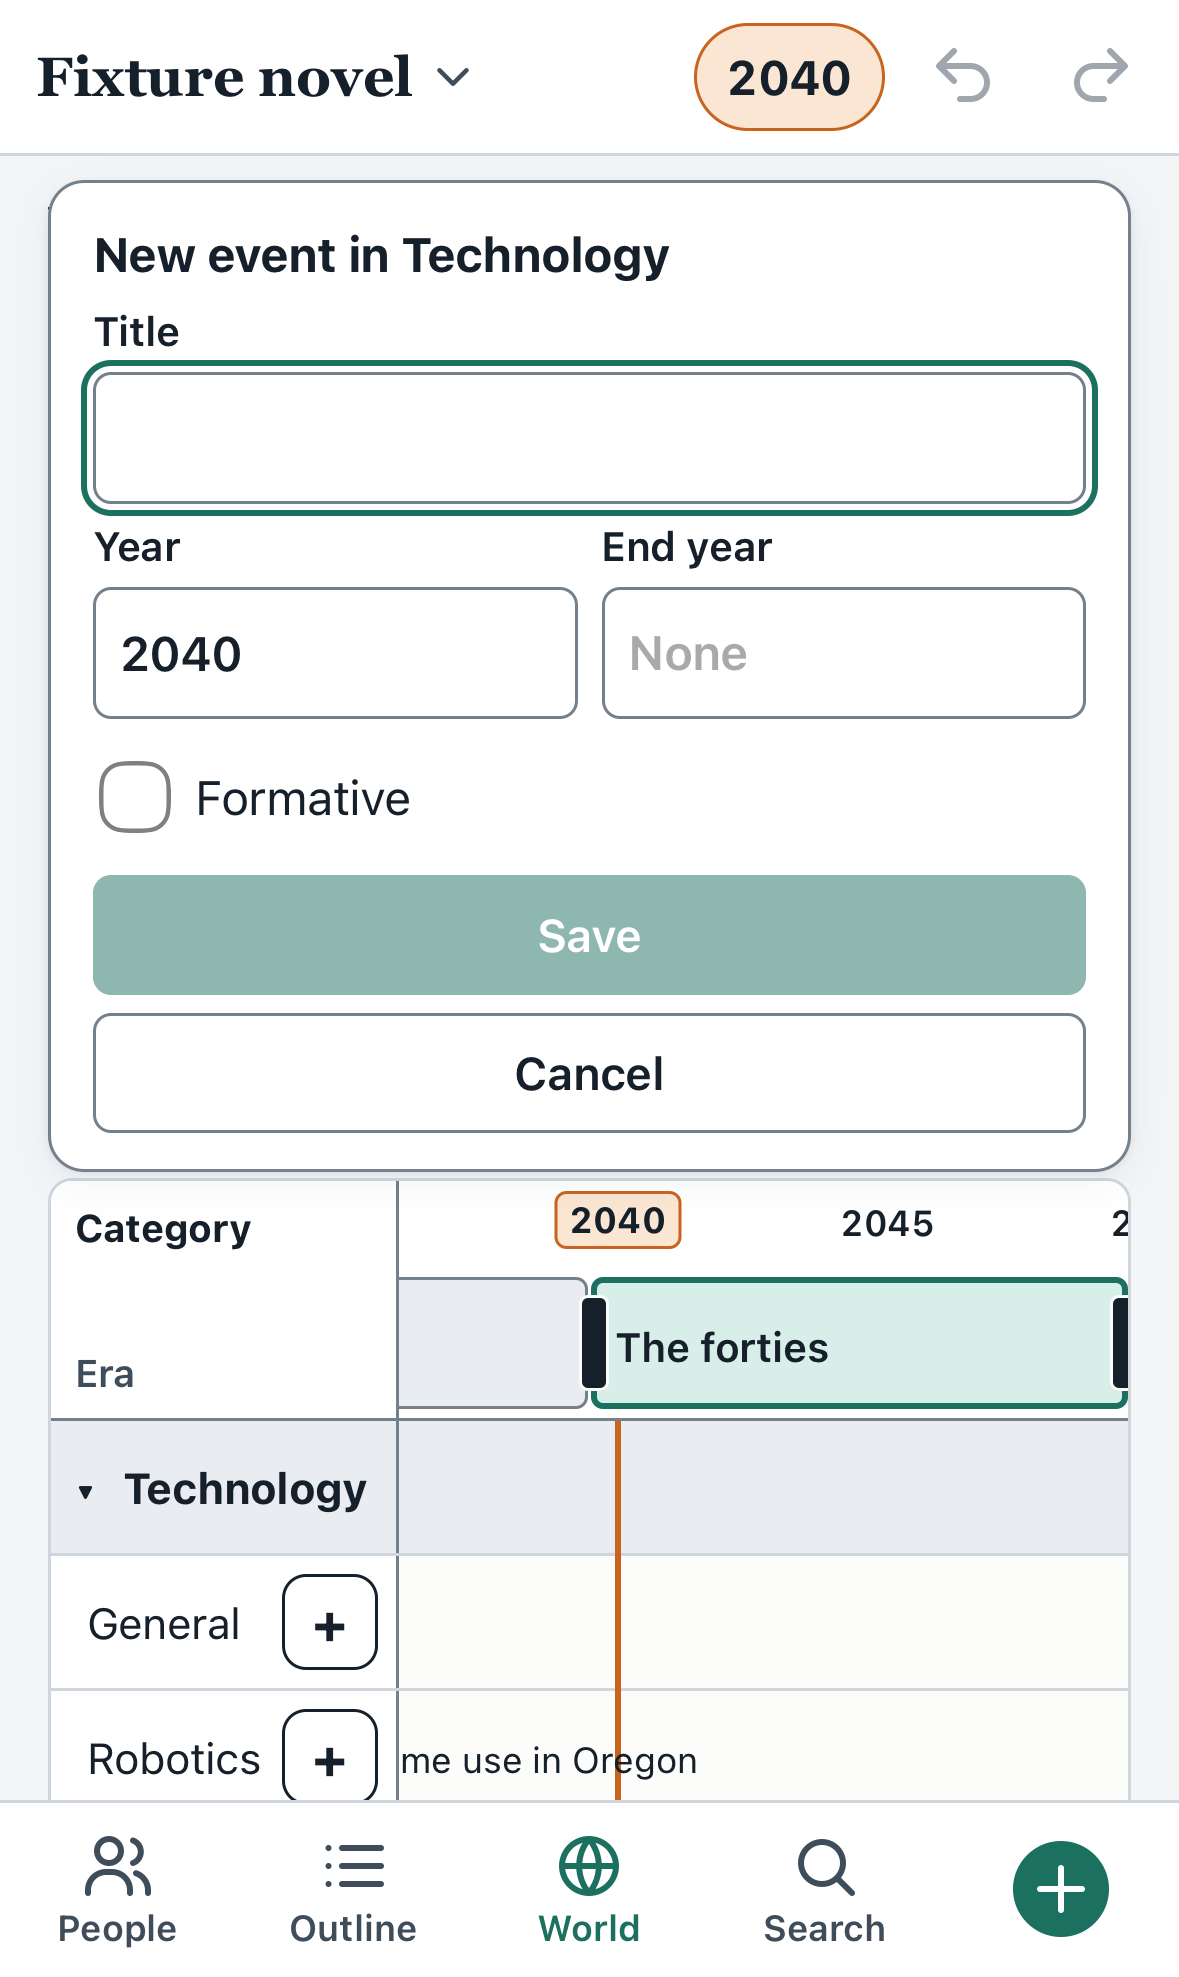 Fixture novel 2040
New event in Technology
Title
Year End year
2040 None
Formative
Save
Cancel
Category 2040 2045 2
The forties
Era
▼ Technology
General +
Robotics + me use in Oregon
People Outline World Search